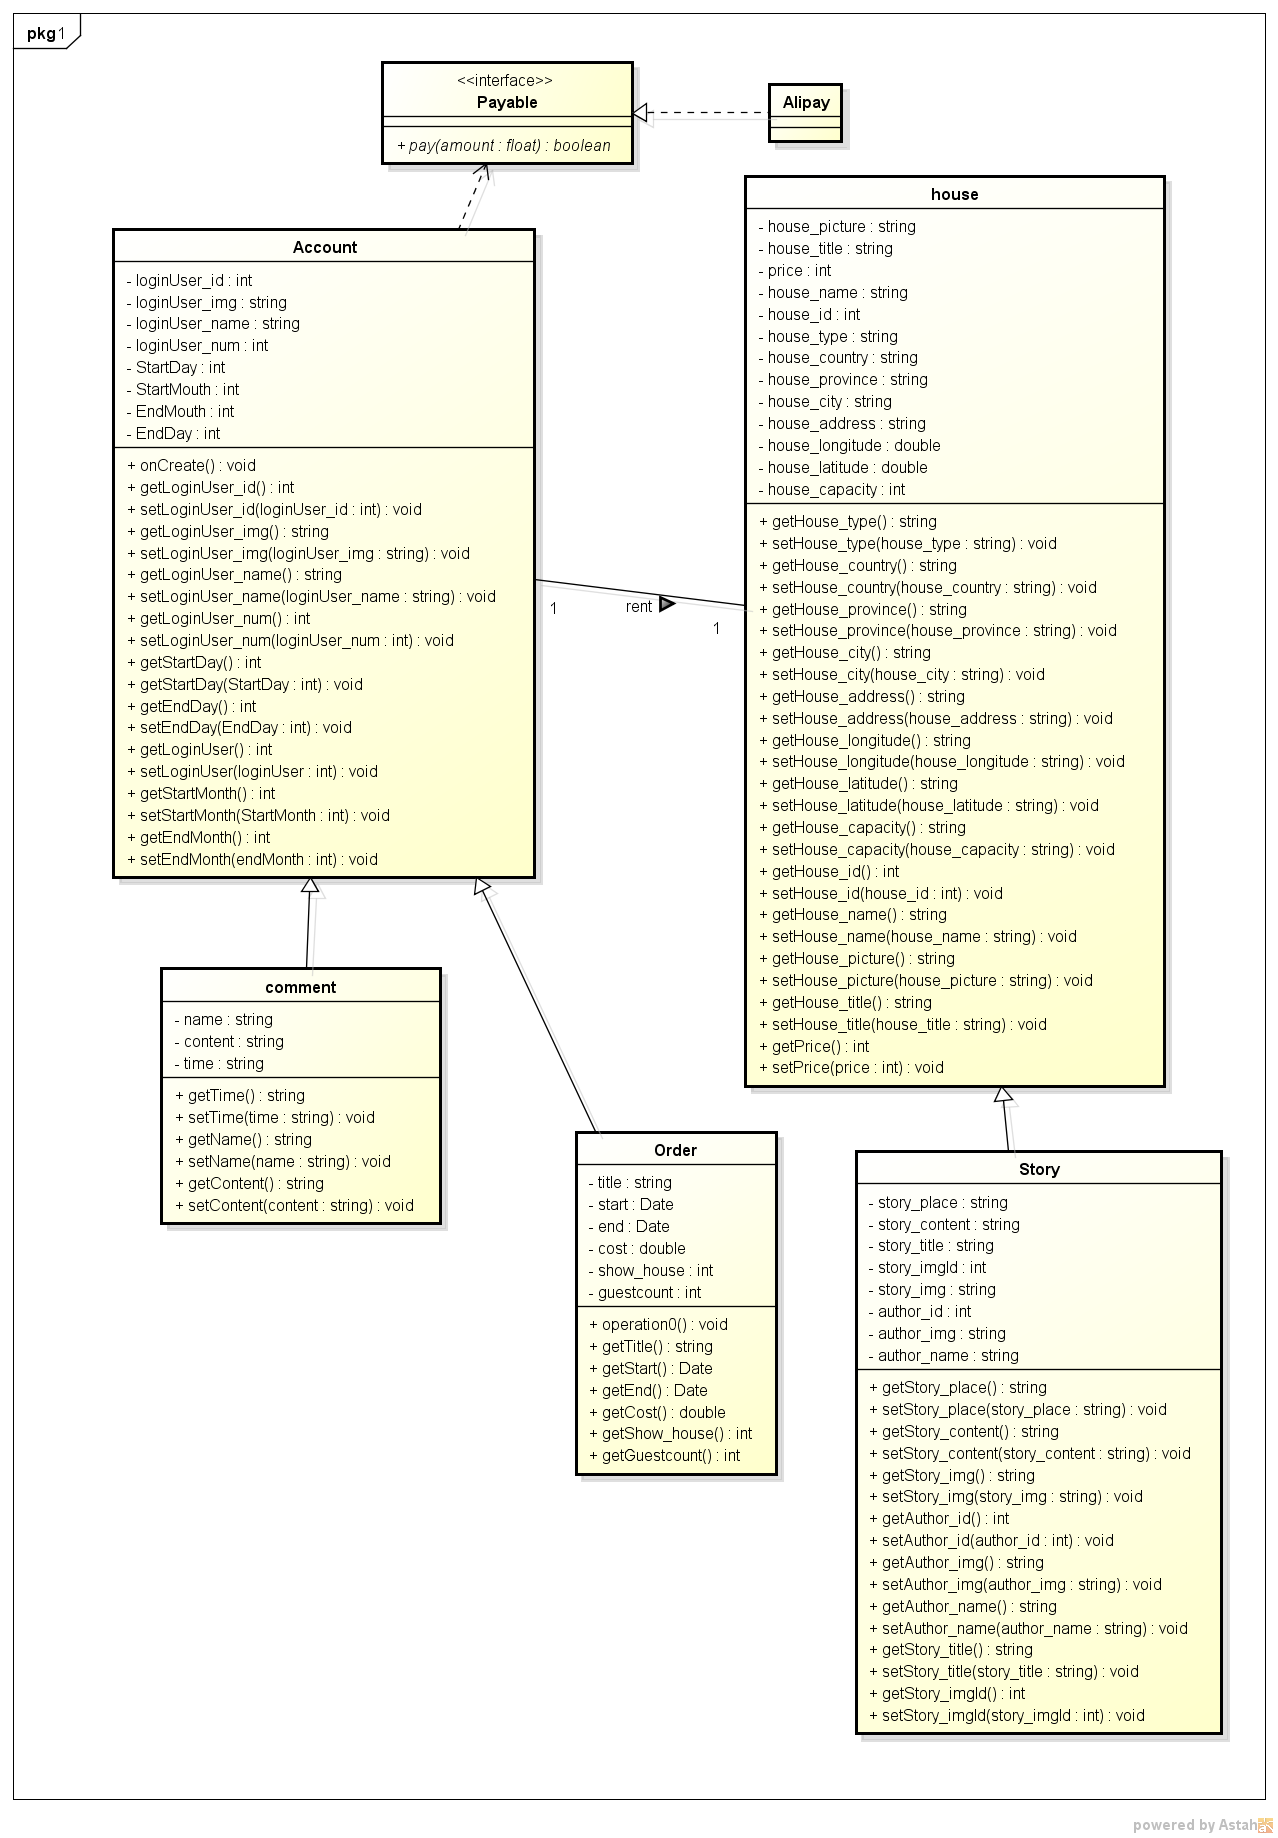 pkg 1
<<interface>>
Payable
+ pay(amount : float) : boolean
Alipay
Account
- loginUser_id : int
- loginUser_img : string
- loginUser_name : string
- loginUser_num : int
- StartDay : int
- StartMouth : int
- EndMouth : int
- EndDay : int
+ onCreate() : void
+ getLoginUser_id() : int
+ setLoginUser_id(loginUser_id : int) : void
+ getLoginUser_img() : string
+ setLoginUser_img(loginUser_img : string) : void
+ getLoginUser_name() : string
+ setLoginUser_name(loginUser_name : string) : void
+ getLoginUser_num() : int
+ setLoginUser_num(loginUser_num : int) : void
+ getStartDay() : int
+ getStartDay(StartDay : int) : void
+ getEndDay() : int
+ setEndDay(EndDay : int) : void
+ getLoginUser() : int
+ setLoginUser(loginUser : int) : void
+ getStartMonth() : int
+ setStartMonth(StartMonth : int) : void
+ getEndMonth() : int
+ setEndMonth(endMonth : int) : void
1
rent
1
house
- house_picture : string
- house_title : string
- price : int
- house_name : string
- house_id : int
- house_type : string
- house_country : string
- house_province : string
- house_city : string
- house_address : string
- house_longitude : double
- house_latitude : double
- house_capacity : int
+ getHouse_type() : string
+ setHouse_type(house_type : string) : void
+ getHouse_country() : string
+ setHouse_country(house_country : string) : void
+ getHouse_province() : string
+ setHouse_province(house_province : string) : void
+ getHouse_city() : string
+ setHouse_city(house_city : string) : void
+ getHouse_address() : string
+ setHouse_address(house_address : string) : void
+ getHouse_longitude() : string
+ setHouse_longitude(house_longitude : string) : void
+ getHouse_latitude() : string
+ setHouse_latitude(house_latitude : string) : void
+ getHouse_capacity() : string
+ setHouse_capacity(house_capacity : string) : void
+ getHouse_id() : int
+ setHouse_id(house_id : int) : void
+ getHouse_name() : string
+ setHouse_name(house_name : string) : void
+ getHouse_picture() : string
+ setHouse_picture(house_picture : string) : void
+ getHouse_title() : string
+ setHouse_title(house_title : string) : void
+ getPrice() : int
+ setPrice(price : int) : void
comment
- name : string
- content : string
- time : string
+ getTime() : string
+ setTime(time : string) : void
+ getName() : string
+ setName(name : string) : void
+ getContent() : string
+ setContent(content : string) : void
Order
- title : string
- start : Date
- end : Date
- cost : double
- show_house : int
- guestcount : int
+ operation0() : void
+ getTitle() : string
+ getStart() : Date
+ getEnd() : Date
+ getCost() : double
+ getShow_house() : int
+ getGuestcount() : int
Story
- story_place : string
- story_content : string
- story_title : string
- story_imgId : int
- story_img : string
- author_id : int
- author_img : string
- author_name : string
+ getStory_place() : string
+ setStory_place(story_place : string) : void
+ getStory_content() : string
+ setStory_content(story_content : string) : void
+ getStory_img() : string
+ setStory_img(story_img : string) : void
+ getAuthor_id() : int
+ setAuthor_id(author_id : int) : void
+ getAuthor_img() : string
+ setAuthor_img(author_img : string) : void
+ getAuthor_name() : string
+ setAuthor_name(author_name : string) : void
+ getStory_title() : string
+ setStory_title(story_title : string) : void
+ getStory_imgId() : int
+ setStory_imgId(story_imgId : int) : void
powered by Astah